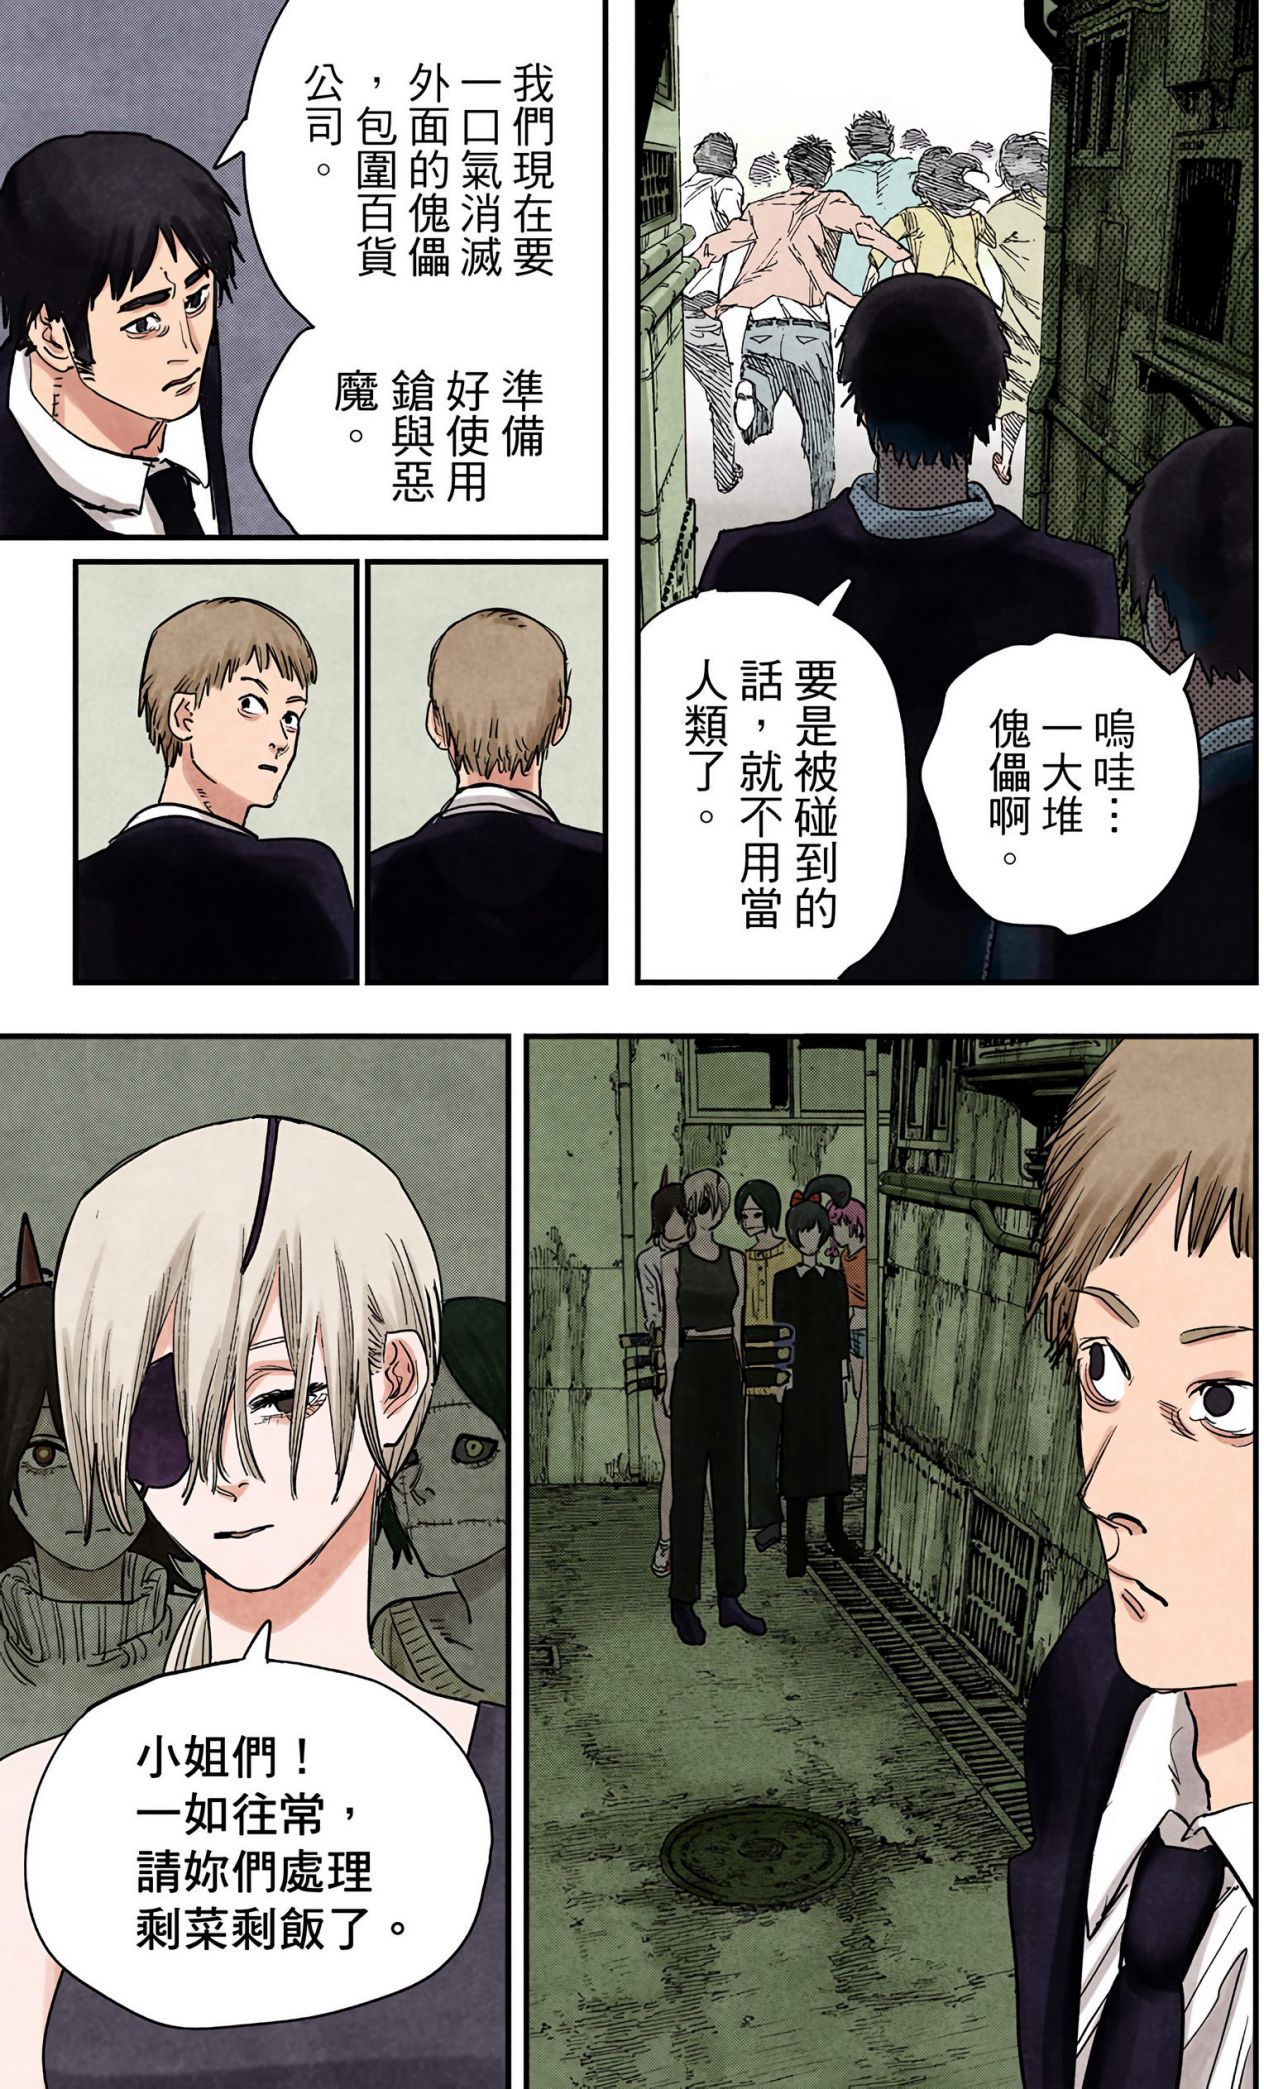 嗚哇…
一大堆
傀儡啊。
要是被碰到的
話，就不用當
人類了。
我們現在要
一口氣消滅
外面的傀儡
，包圍百貨
公司。
準備
好使用
鎗與惡
魔。
小姐們！
一如往常，
請妳們處理
剩菜剩飯了。